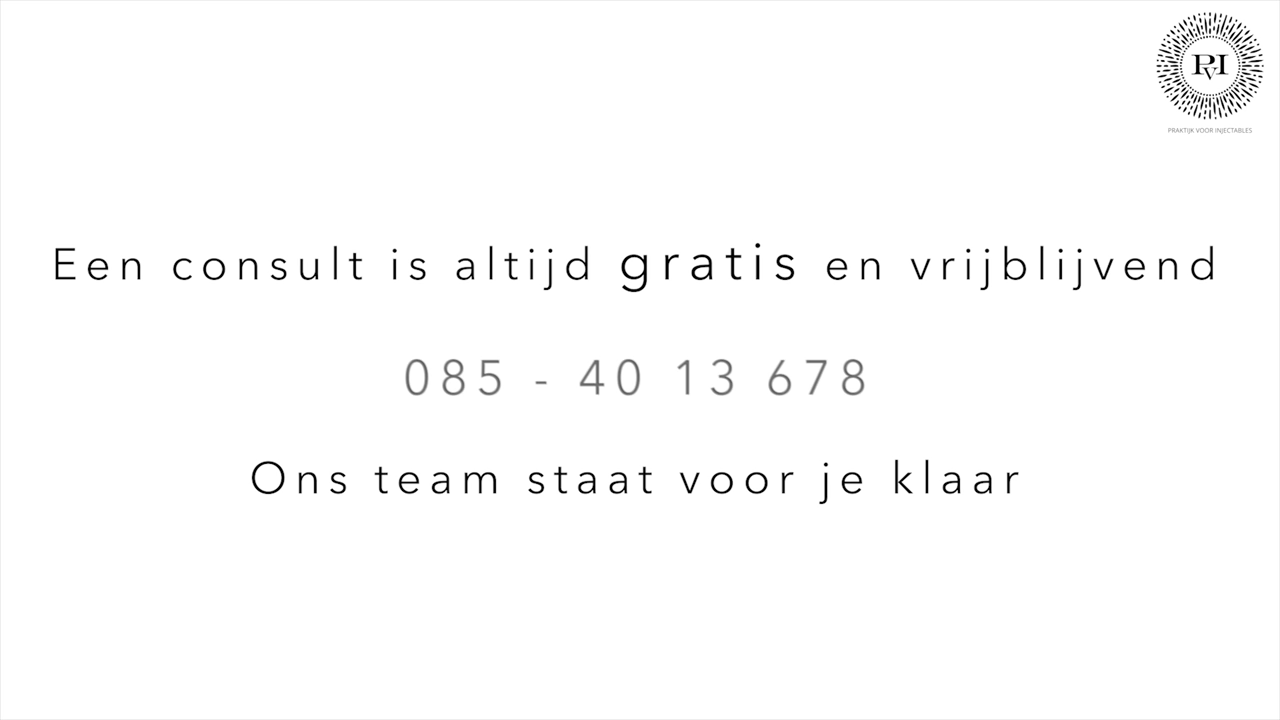 PVI
PRAKTIJK VOOR INJECTABLES
Een consult is altijd gratis en vrijblijvend
085 - 40 13 678
Ons team staat voor je klaar